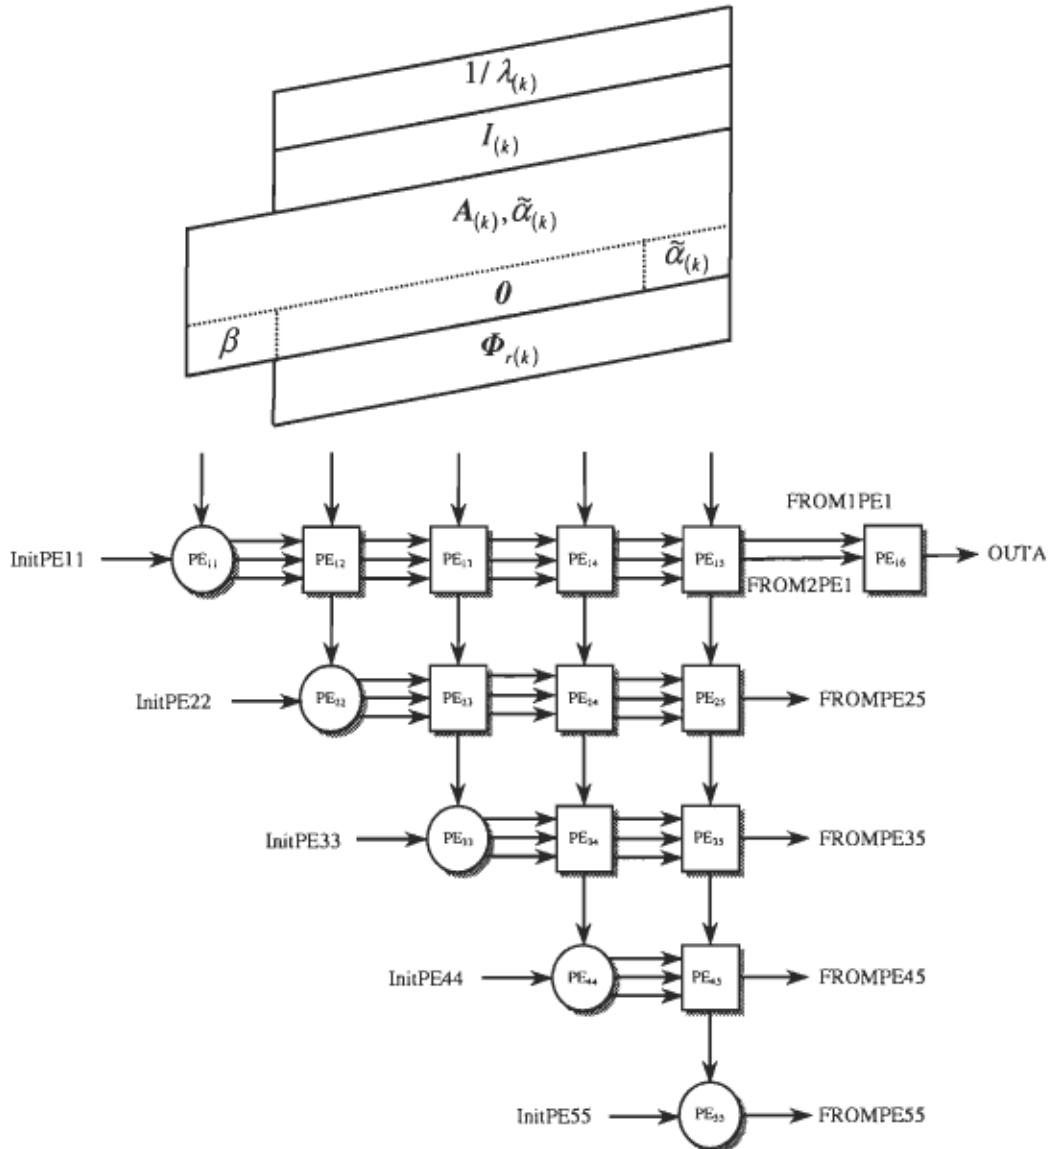 1/ λ(k)
I(k)
A(k), α̃(k)
α̃(k)
0
β
Φr(k)
FROM1PE1
InitPE11
PE11
PE12
PE13
PE14
PE15
PE16
OUTA
FROM2PE1
InitPE22
PE22
PE23
PE24
PE25
FROMPE25
InitPE33
PE33
PE34
PE35
FROMPE35
InitPE44
PE44
PE45
FROMPE45
InitPE55
PE55
FROMPE55